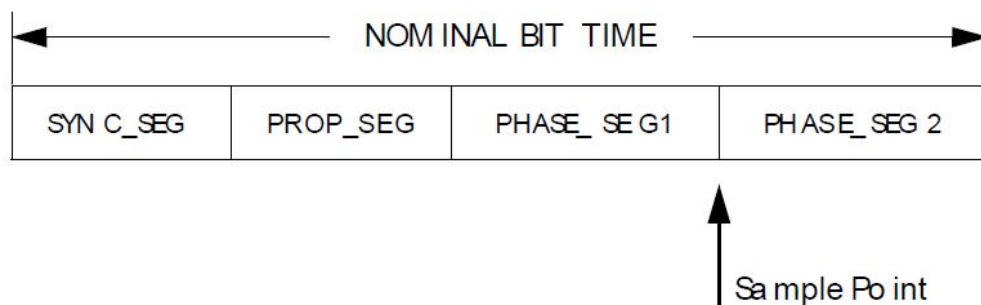 NOMINAL BIT TIME
SYNC_SEG PROP_SEG PHASE_SEG1 PHASE_SEG2
Sample Point